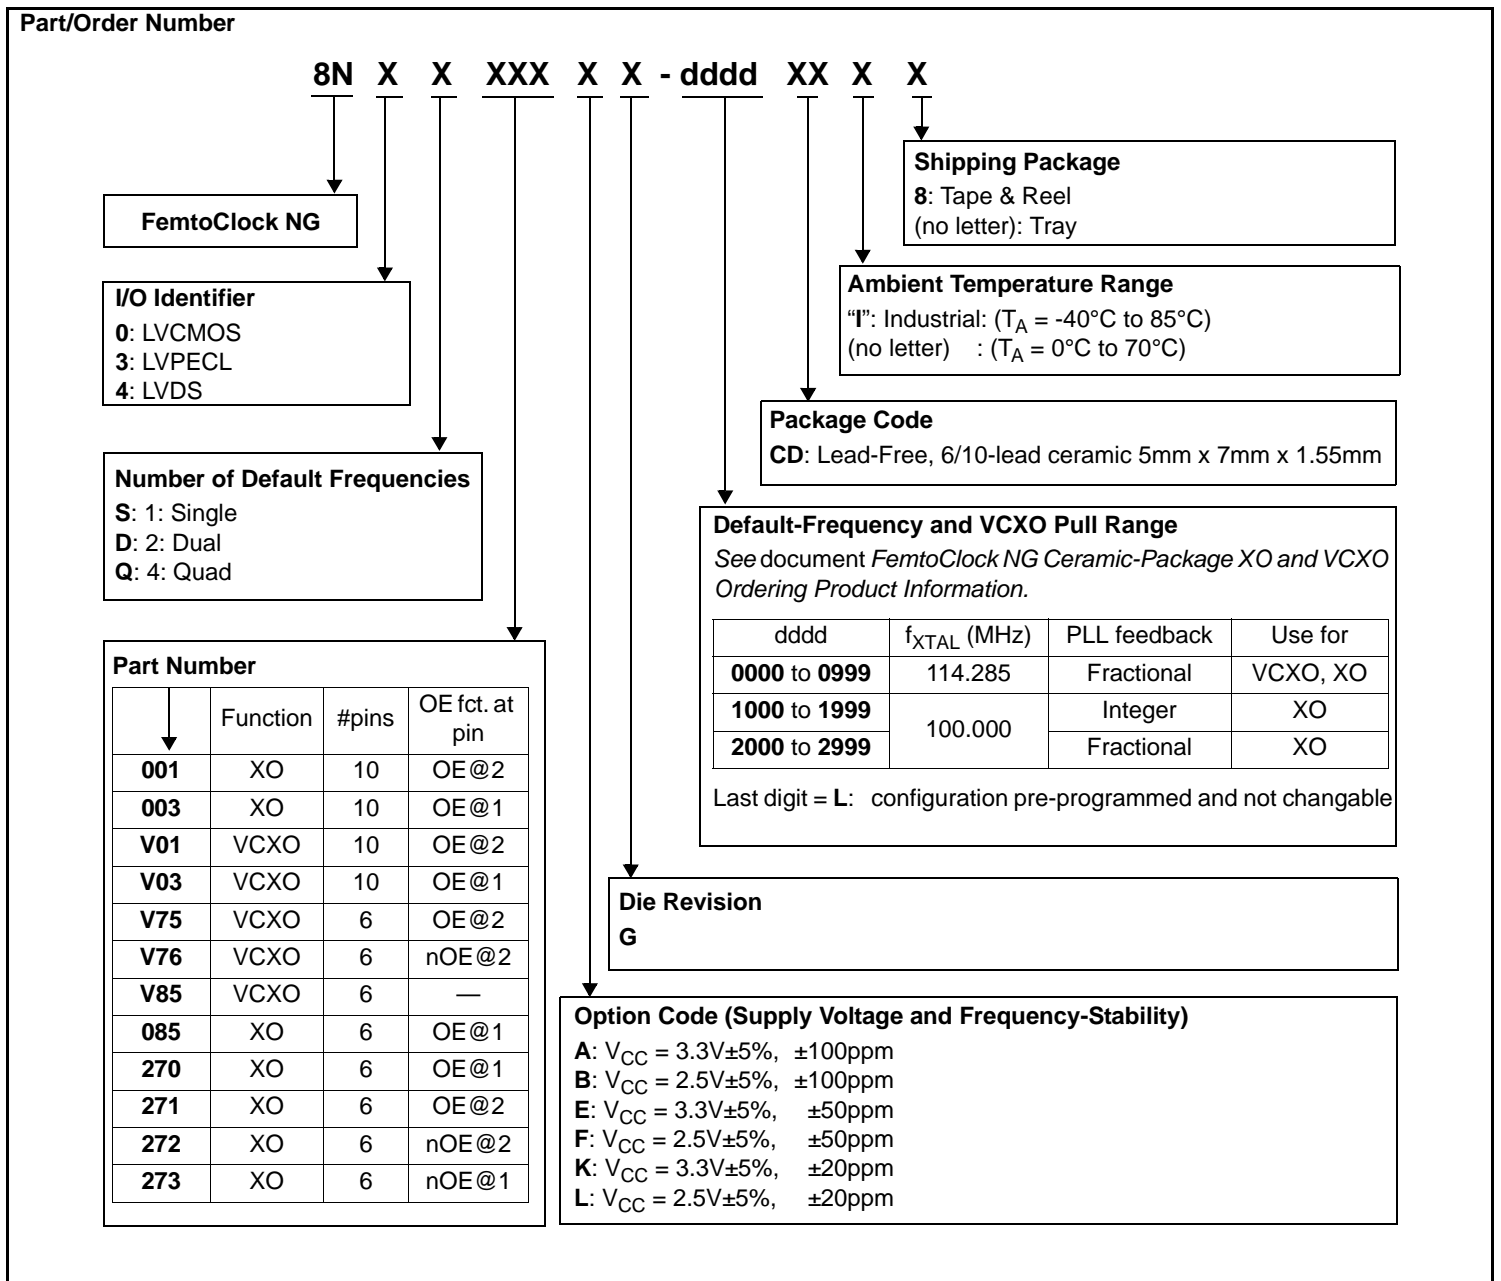 Part/Order Number
8N X X XXX X X - dddd XX X X
Shipping Package
8: Tape & Reel
(no letter): Tray
FemtoClock NG
Ambient Temperature Range
“I”: Industrial: (TA = -40°C to 85°C)
(no letter) : (TA = 0°C to 70°C)
I/O Identifier
0: LVCMOS
3: LVPECL
4: LVDS
Package Code
CD: Lead-Free, 6/10-lead ceramic 5mm x 7mm x 1.55mm
Number of Default Frequencies
S: 1: Single
D: 2: Dual
Q: 4: Quad
Default-Frequency and VCXO Pull Range
See document FemtoClock NG Ceramic-Package XO and VCXO
Ordering Product Information.
dddd fXTAL (MHz) PLL feedback Use for
0000 to 0999 114.285 Fractional VCXO, XO
1000 to 1999 100.000 Integer XO
2000 to 2999 Fractional XO
Last digit = L: configuration pre-programmed and not changable
Part Number
Function #pins OE fct. at
pin
001 XO 10 OE@2
003 XO 10 OE@1
V01 VCXO 10 OE@2
V03 VCXO 10 OE@1
V75 VCXO 6 OE@2
V76 VCXO 6 nOE@2
V85 VCXO 6 —
085 XO 6 OE@1
270 XO 6 OE@1
271 XO 6 OE@2
272 XO 6 nOE@2
273 XO 6 nOE@1
Die Revision
G
Option Code (Supply Voltage and Frequency-Stability)
A: VCC = 3.3V±5%, ±100ppm
B: VCC = 2.5V±5%, ±100ppm
E: VCC = 3.3V±5%, ±50ppm
F: VCC = 2.5V±5%, ±50ppm
K: VCC = 3.3V±5%, ±20ppm
L: VCC = 2.5V±5%, ±20ppm